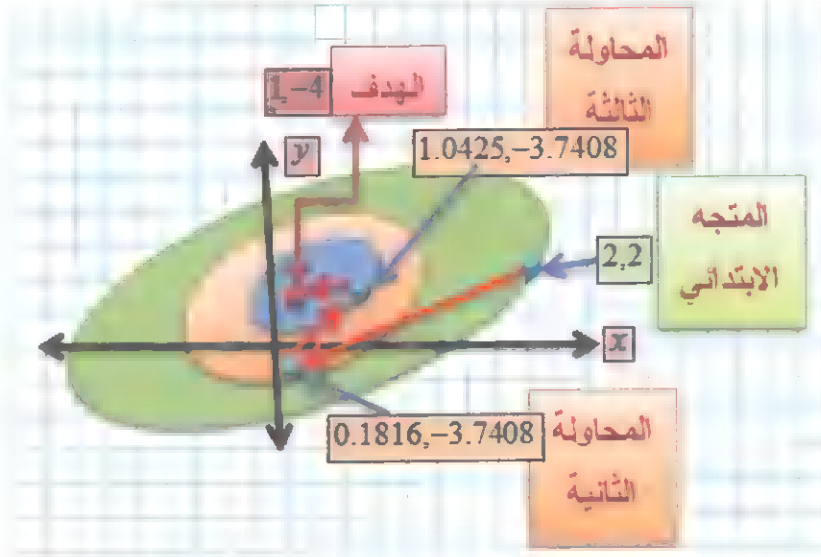 المحاولة
الثالثة
1,−4
الهدف
y
1.0425,−3.7408
المتجه
الابتدائي
2,2
x
0.1816,−3.7408
المحاولة
الثانية